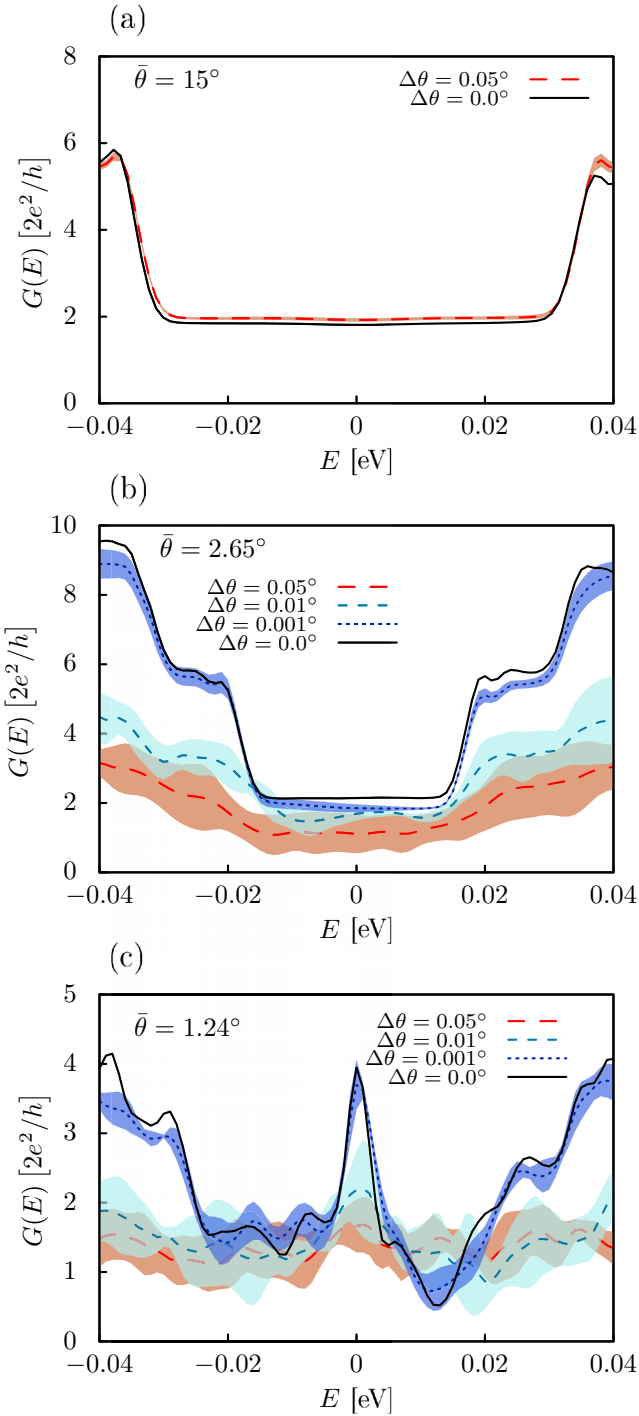 (a)
8
6
4
2
0
G(E) [2e²/h]
θ̄ = 15°
Δθ = 0.05°
Δθ = 0.0°
−0.04
−0.02
0
0.02
0.04
E [eV]
(b)
10
8
6
4
2
0
G(E) [2e²/h]
θ̄ = 2.65°
Δθ = 0.05°
Δθ = 0.01°
Δθ = 0.001°
Δθ = 0.0°
−0.04
−0.02
0
0.02
0.04
E [eV]
(c)
5
4
3
2
1
0
G(E) [2e²/h]
θ̄ = 1.24°
Δθ = 0.05°
Δθ = 0.01°
Δθ = 0.001°
Δθ = 0.0°
−0.04
−0.02
0
0.02
0.04
E [eV]